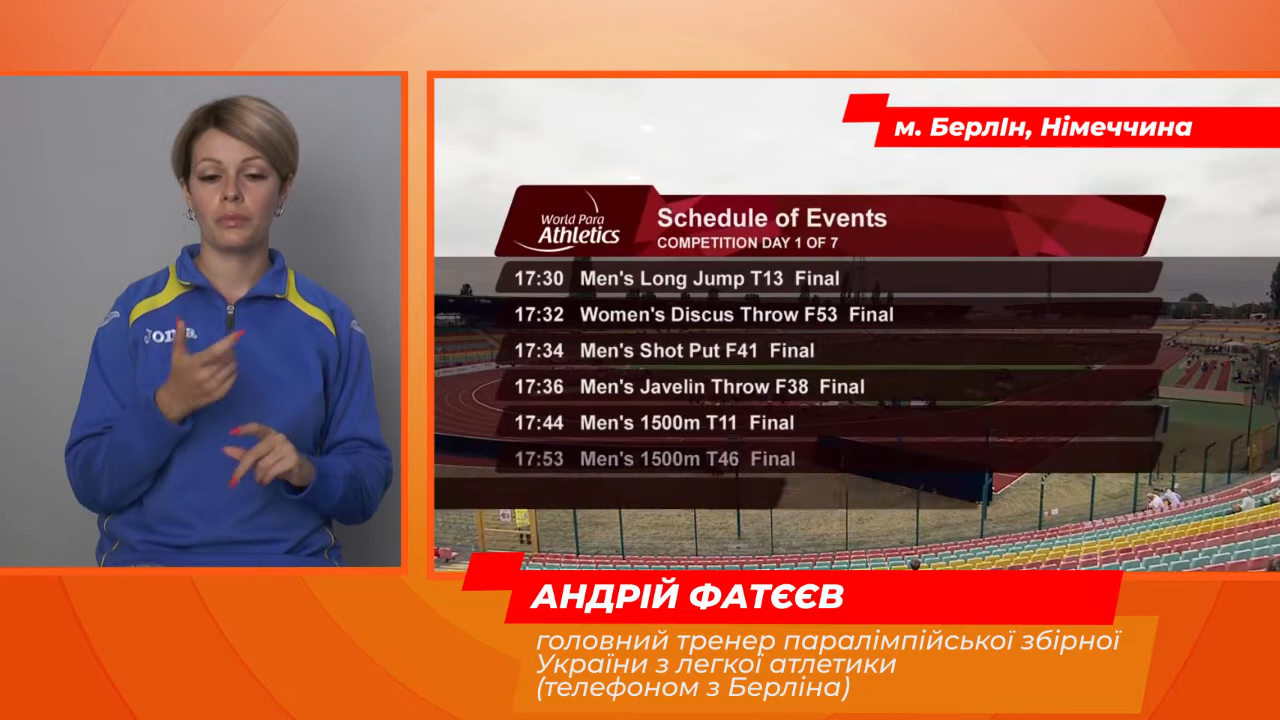 м. БерлІн, Німеччина
World Para
Athletics
Schedule of Events
COMPETITION DAY 1 OF 7
17:30 Men's Long Jump T13 Final
17:32 Women's Discus Throw F53 Final
17:34 Men's Shot Put F41 Final
17:36 Men's Javelin Throw F38 Final
17:44 Men's 1500m T11 Final
17:53 Men's 1500m T46 Final
Joma
АНДРІЙ ФАТЄЄВ
головний тренер паралімпійської збірної
України з легкої атлетики
(телефоном з Берліна)